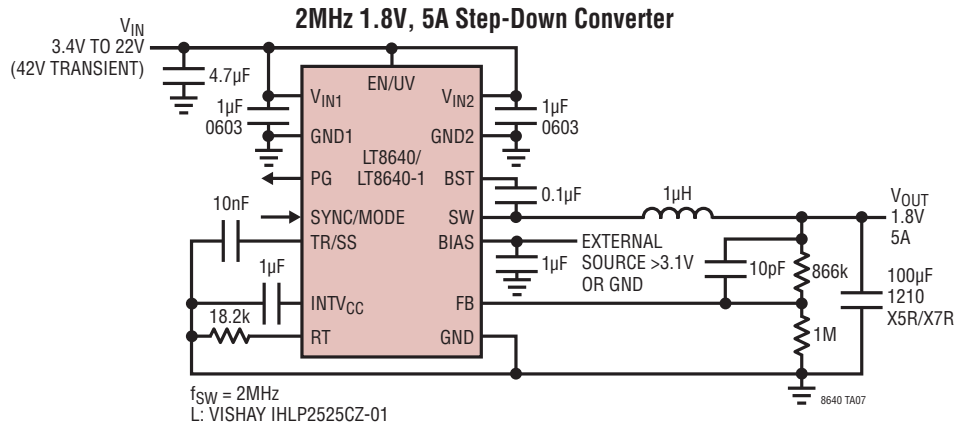 2MHz 1.8V, 5A Step-Down Converter
VIN
3.4V TO 22V
(42V TRANSIENT)
4.7µF
1µF
0603
VIN1
EN/UV
VIN2
1µF
0603
GND1
GND2
LT8640/
LT8640-1
PG
BST
0.1µF
1µH
VOUT
1.8V
5A
10nF
SYNC/MODE
SW
TR/SS
BIAS
EXTERNAL
SOURCE >3.1V
OR GND
1µF
1µF
10pF
866k
100µF
1210
X5R/X7R
INTVCC
FB
18.2k
RT
GND
1M
fSW = 2MHz
L: VISHAY IHLP2525CZ-01
8640 TA07